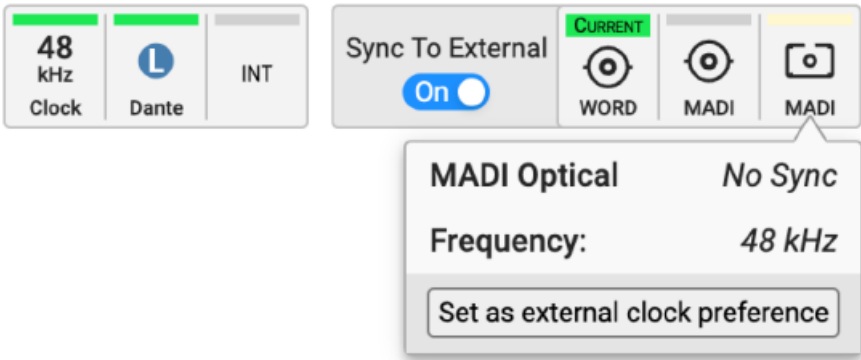 48
kHz
Clock
L
Dante
INT
Sync To External
On
CURRENT
WORD
MADI
MADI
MADI Optical No Sync
Frequency: 48 kHz
Set as external clock preference